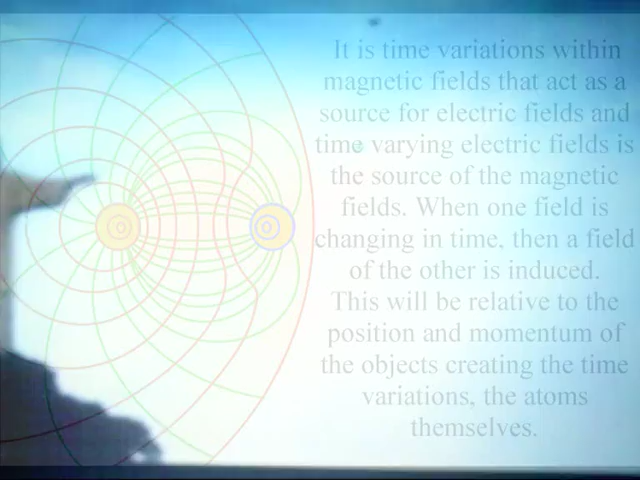 It is time variations within
magnetic fields that act as a
source for electric fields and
time varying electric fields is
the source of the magnetic
fields. When one field is
changing in time, then a field
of the other is induced.
This will be relative to the
position and momentum of
the objects creating the time
variations, the atoms
themselves.